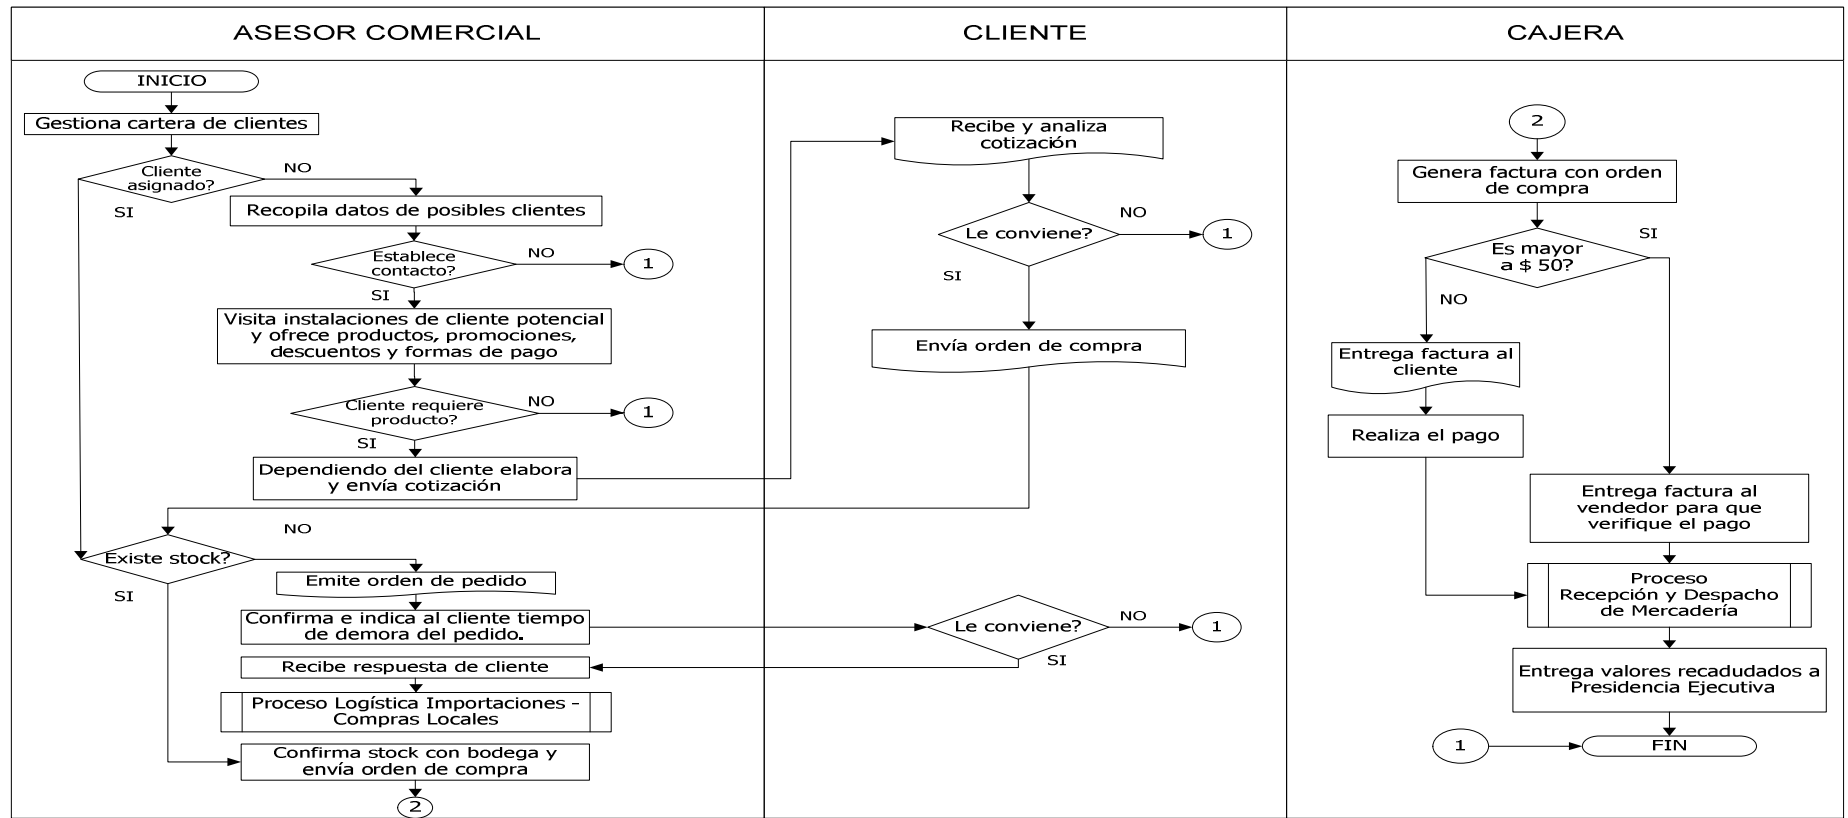 ASESOR COMERCIAL
CLIENTE
CAJERA
INICIO
Gestiona cartera de clientes
Cliente
asignado?
NO
SI
Recopila datos de posibles clientes
Establece
contacto?
NO
1
SI
Visita instalaciones de cliente potencial
y ofrece productos, promociones,
descuentos y formas de pago
Cliente requiere
producto?
NO
1
SI
Dependiendo del cliente elabora
y envía cotización
NO
Existe stock?
SI
Emite orden de pedido
Confirma e indica al cliente tiempo
de demora del pedido.
Recibe respuesta de cliente
Proceso Logística Importaciones -
Compras Locales
Confirma stock con bodega y
envía orden de compra
2
Recibe y analiza
cotización
Le conviene?
NO
1
SI
Envía orden de compra
Le conviene?
NO
1
SI
2
Genera factura con orden
de compra
Es mayor
a $ 50?
SI
NO
Entrega factura al
cliente
Realiza el pago
Entrega factura al
vendedor para que
verifique el pago
Proceso
Recepción y Despacho
de Mercadería
Entrega valores recadudados a
Presidencia Ejecutiva
1
FIN